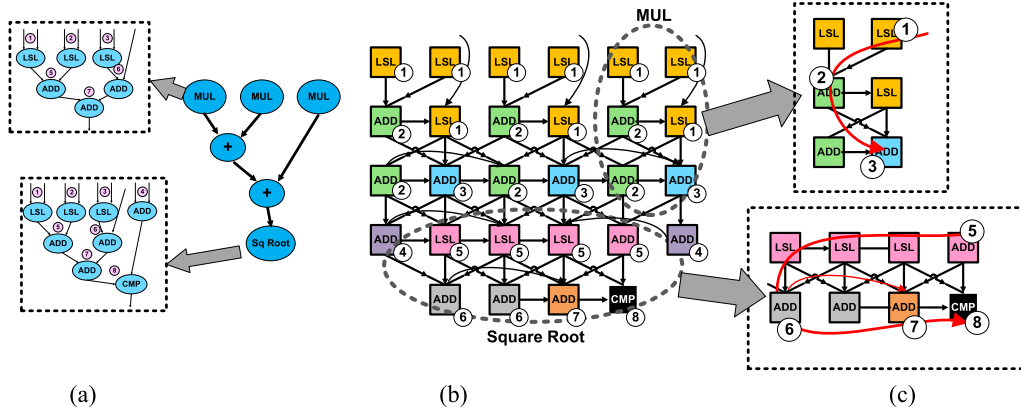 1 2 3
LSL LSL LSL
6
5
ADD ADD
7
ADD
MUL MUL MUL
+
+
Sq Root
1 2 3 4
LSL LSL LSL ADD
5 6
ADD ADD
7
ADD 8
CMP
(a)
MUL
LSL LSL LSL LSL LSL LSL
1 1 1 1 1 1
ADD LSL ADD LSL ADD LSL
2 1 2 1 2 1
ADD ADD ADD ADD ADD ADD
2 3 2 3 2 3
ADD LSL LSL LSL ADD ADD
4 5 5 5 5 4
ADD ADD ADD CMP
6 6 7 8
Square Root
(b)
LSL LSL 1
2
ADD LSL
ADD ADD
3
5
LSL LSL LSL ADD
ADD ADD ADD CMP
6 7 8
(c)